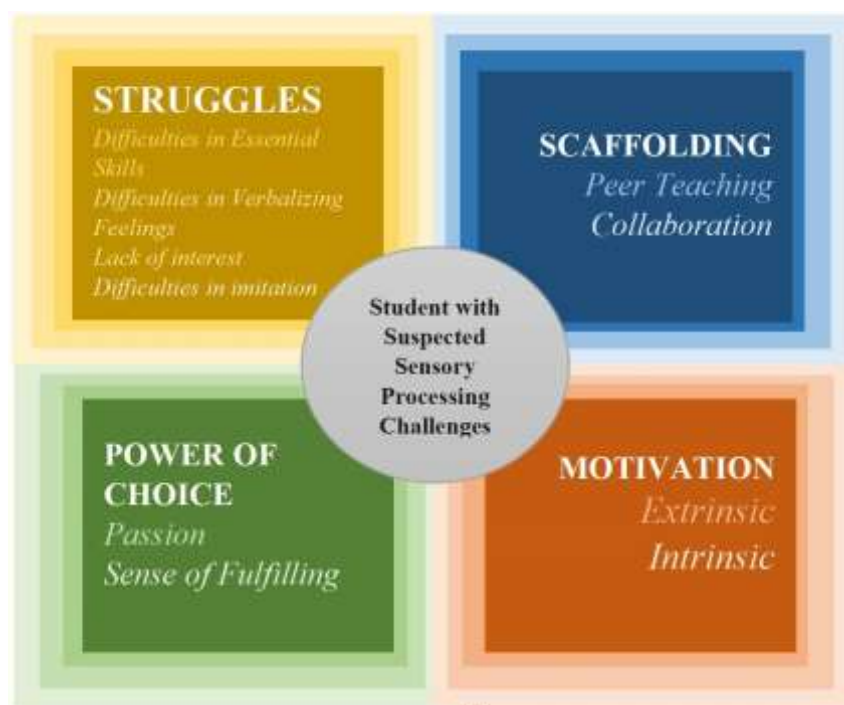 STRUGGLES
Difficulties in Essential
Skills
Difficulties in Verbalizing
Feelings
Lack of interest
Difficulties in imitation
SCAFFOLDING
Peer Teaching
Collaboration
Student with
Suspected
Sensory
Processing
Challenges
POWER OF
CHOICE
Passion
Sense of Fulfilling
MOTIVATION
Extrinsic
Intrinsic